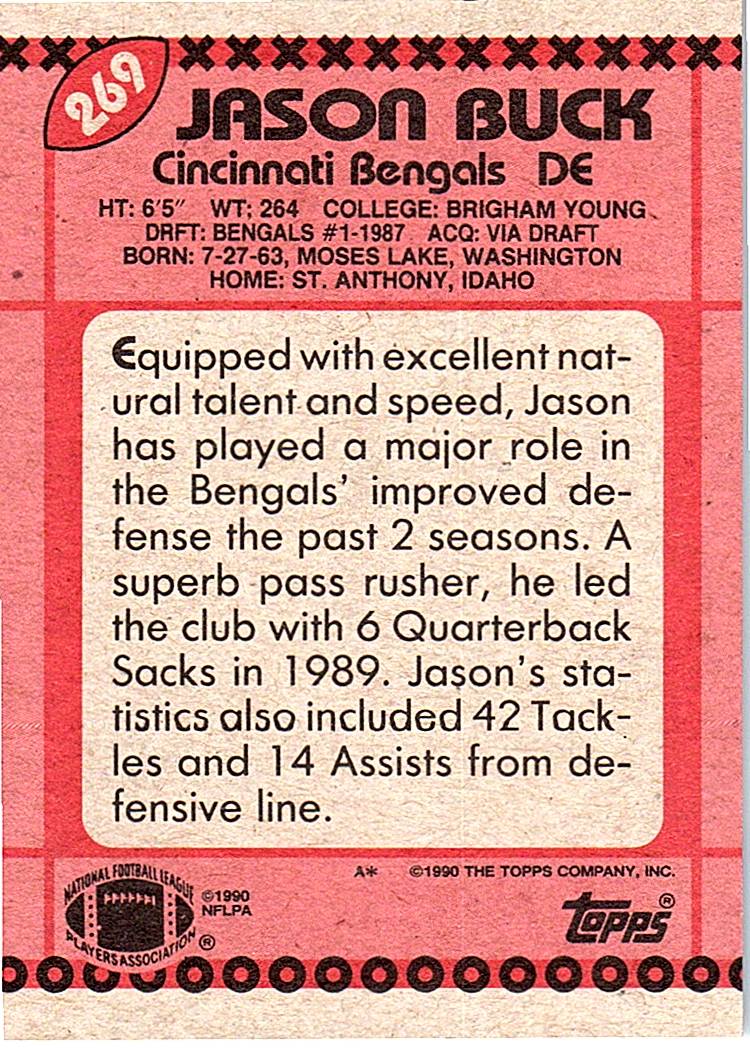 269
JASON BUCK
Cincinnati Bengals DE
HT: 6'5" WT: 264 COLLEGE: BRIGHAM YOUNG
DRFT: BENGALS #1-1987 ACQ: VIA DRAFT
BORN: 7-27-63, MOSES LAKE, WASHINGTON
HOME: ST. ANTHONY, IDAHO
Equipped with excellent nat-
ural talent and speed, Jason
has played a major role in
the Bengals' improved de-
fense the past 2 seasons. A
superb pass rusher, he led
the club with 6 Quarterback
Sacks in 1989. Jason's sta-
tistics also included 42 Tack-
les and 14 Assists from de-
fensive line.
NATIONAL FOOTBALL LEAGUE
PLAYERS ASSOCIATION ®
©1990
NFLPA
A* ©1990 THE TOPPS COMPANY, INC.
topps ®